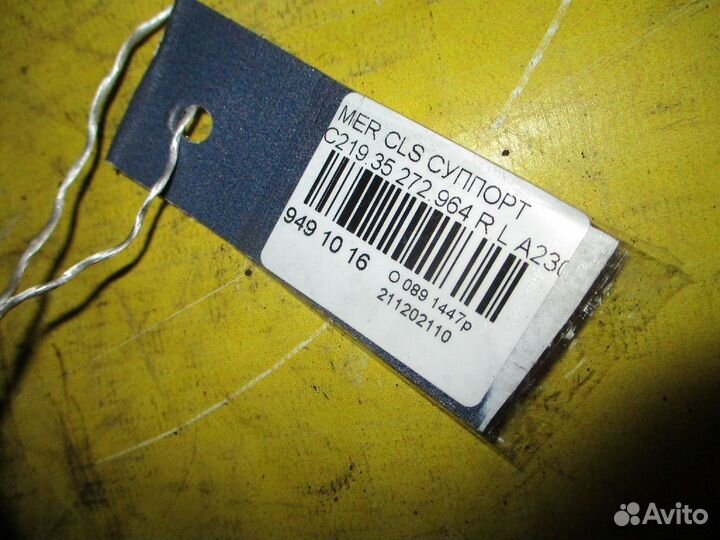 MER CLS СУППОРТ
C219.35 272.964 R L A230
949 10 16
O 089 1447р
211202110
Avito